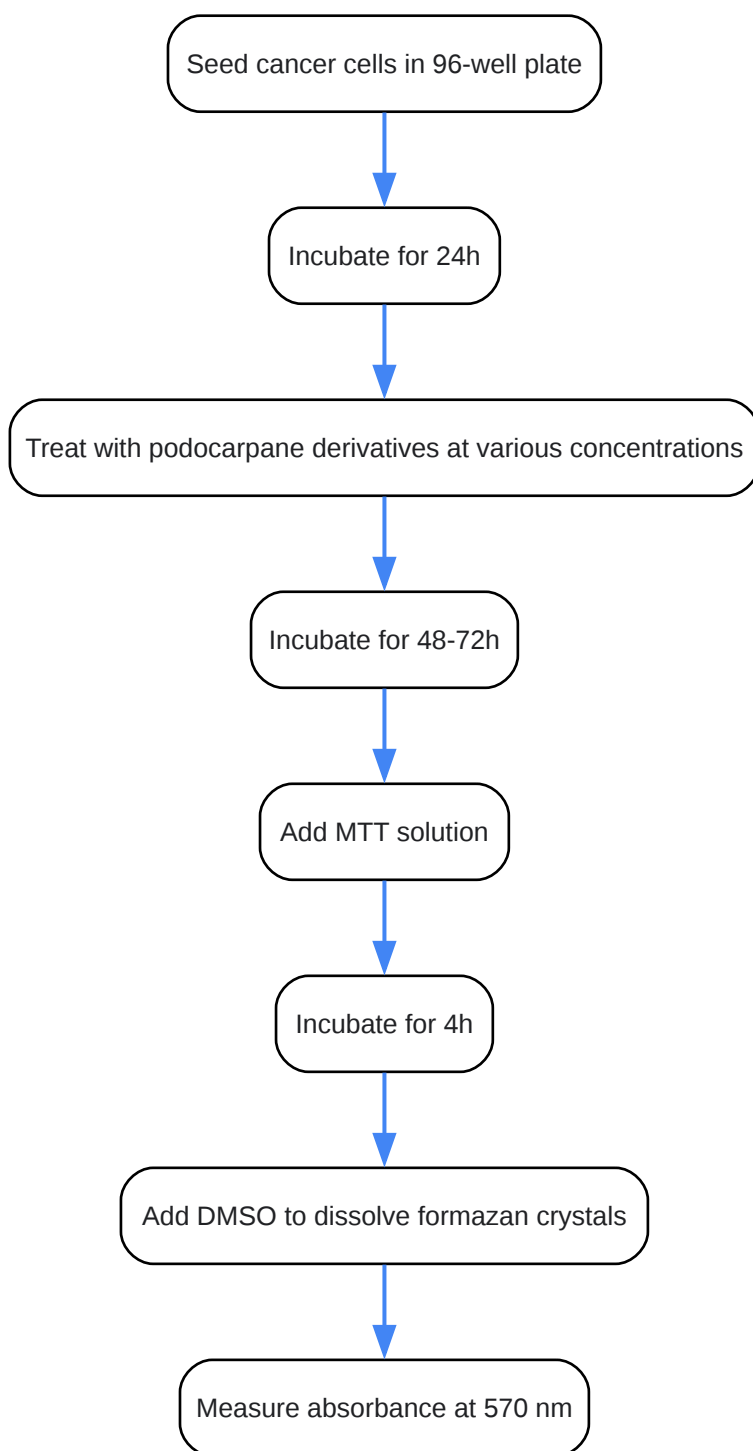 Seed cancer cells in 96-well plate
Incubate for 24h
Treat with podocarpane derivatives at various concentrations
Incubate for 48-72h
Add MTT solution
Incubate for 4h
Add DMSO to dissolve formazan crystals
Measure absorbance at 570 nm